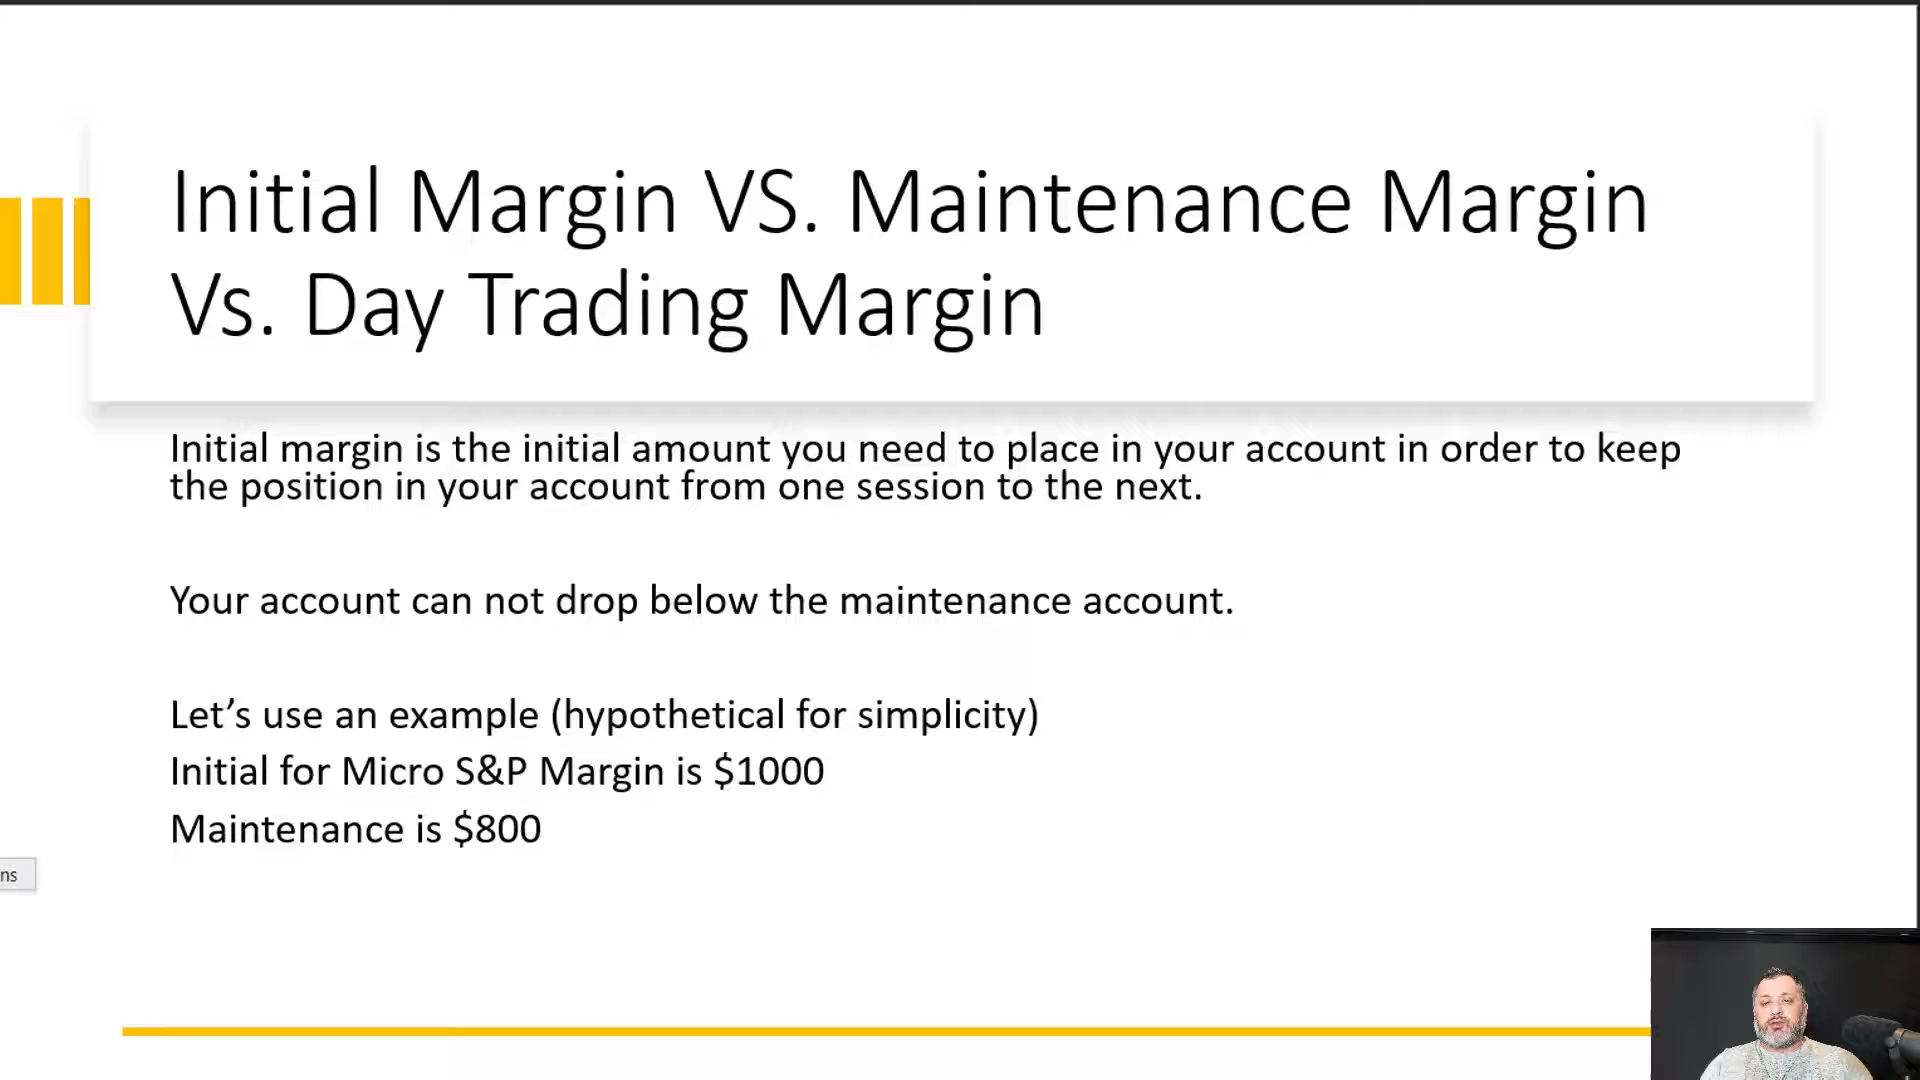 Initial Margin VS. Maintenance Margin
Vs. Day Trading Margin
Initial margin is the initial amount you need to place in your account in order to keep
the position in your account from one session to the next.
Your account can not drop below the maintenance account.
Let’s use an example (hypothetical for simplicity)
Initial for Micro S&P Margin is $1000
Maintenance is $800
ns